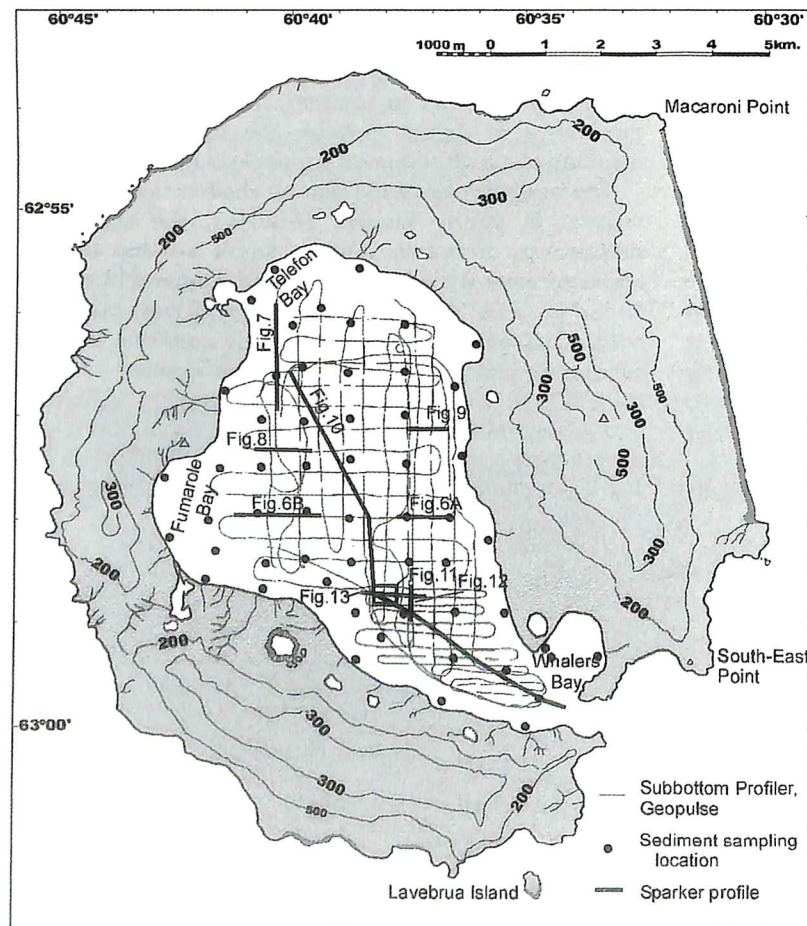 60°45'
60°40'
60°35'
60°30'
1000 m 0 1 2 3 4 5km.
Macaroni Point
200
200
300
62°55'
200
500
Telefon
Bay
Fig.7
500
300
500
Fig.10
Fig.9
300
500
Fig.8
300
Fumarole
Bay
Fig.6B
Fig.6A
300
200
Fig.11
Fig.12
Fig.13
200
200
Whalers
Bay
South-East
Point
63°00'
300
300
200
500
Subbottom Profiler,
Geopulse
Sediment sampling
location
Lavebrua Island
Sparker profile